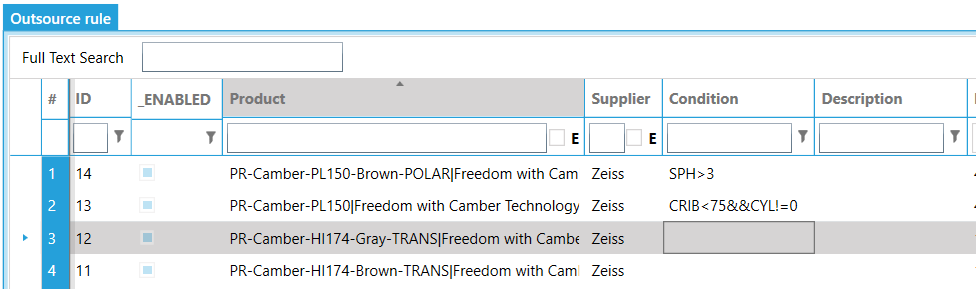 Outsource rule
Full Text Search
# ID _ENABLED Product Supplier Condition Description
E E
1 14 PR-Camber-PL150-Brown-POLAR|Freedom with Cam Zeiss SPH>3
2 13 PR-Camber-PL150|Freedom with Camber Technology Zeiss CRIB<75&&CYL!=0
3 12 PR-Camber-HI174-Gray-TRANS|Freedom with Cambe Zeiss
4 11 PR-Camber-HI174-Brown-TRANS|Freedom with Caml Zeiss